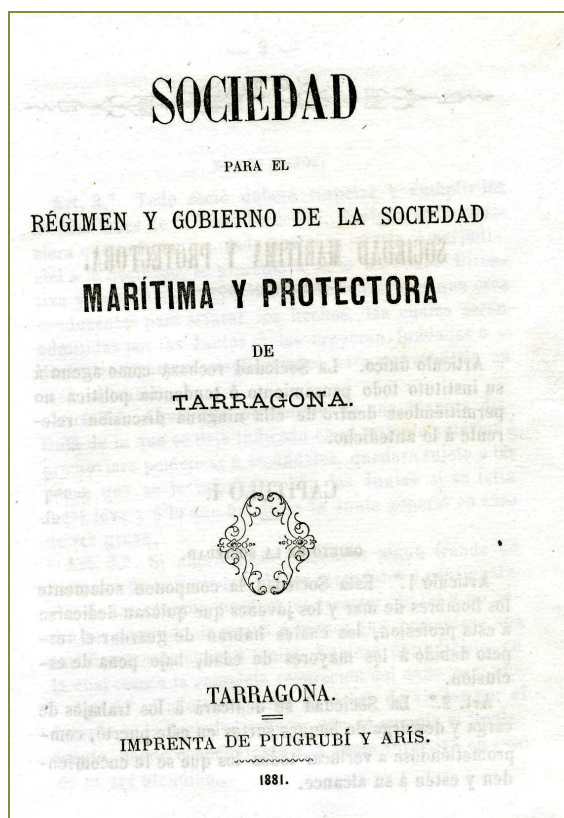 SOCIEDAD
PARA EL
RÉGIMEN Y GOBIERNO DE LA SOCIEDAD
MARÍTIMA Y PROTECTORA
DE
TARRAGONA.
TARRAGONA.
IMPRENTA DE PUIGRUBÍ Y ARÍS.
1881.